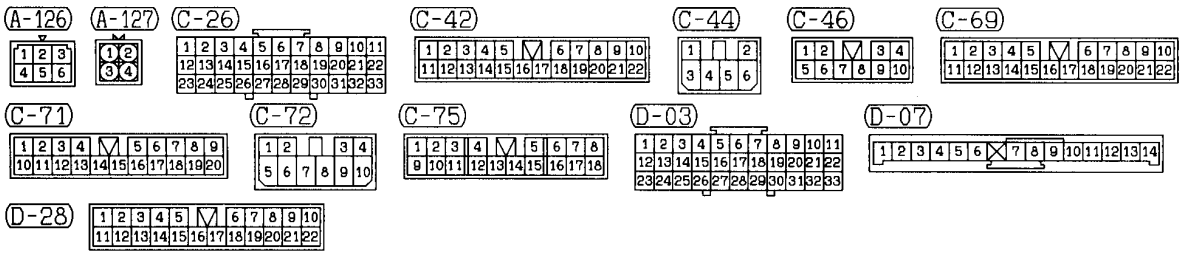 A-126 A-127 C-26 C-42 C-44 C-46 C-69
1 2 3
4 5 6
1 2
3 4
1 2 3 4 5 6 7 8 9 10 11
12 13 14 15 16 17 18 19 20 21 22
23 24 25 26 27 28 29 30 31 32 33
1 2 3 4 5 6 7 8 9 10
11 12 13 14 15 16 17 18 19 20 21 22
1 2
3 4 5 6
1 2 3 4
5 6 7 8 9 10
1 2 3 4 5 6 7 8 9 10
11 12 13 14 15 16 17 18 19 20 21 22
C-71 C-72 C-75 D-03 D-07
1 2 3 4 5 6 7 8 9
10 11 12 13 14 15 16 17 18 19 20
1 2 3 4
5 6 7 8 9 10
1 2 3 4 5 6 7 8
9 10 11 12 13 14 15 16 17 18
1 2 3 4 5 6 7 8 9 10 11
12 13 14 15 16 17 18 19 20 21 22
23 24 25 26 27 28 29 30 31 32 33
1 2 3 4 5 6 7 8 9 10 11 12 13 14
D-28
1 2 3 4 5 6 7 8 9 10
11 12 13 14 15 16 17 18 19 20 21 22